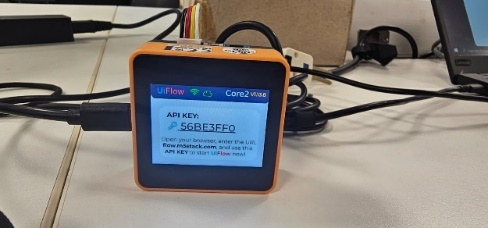 UiFlow Core2
API KEY:
56BE3FF0
Open your browser, enter the URL
flow.m5stack.com, and use this
API KEY to start UiFlow now!